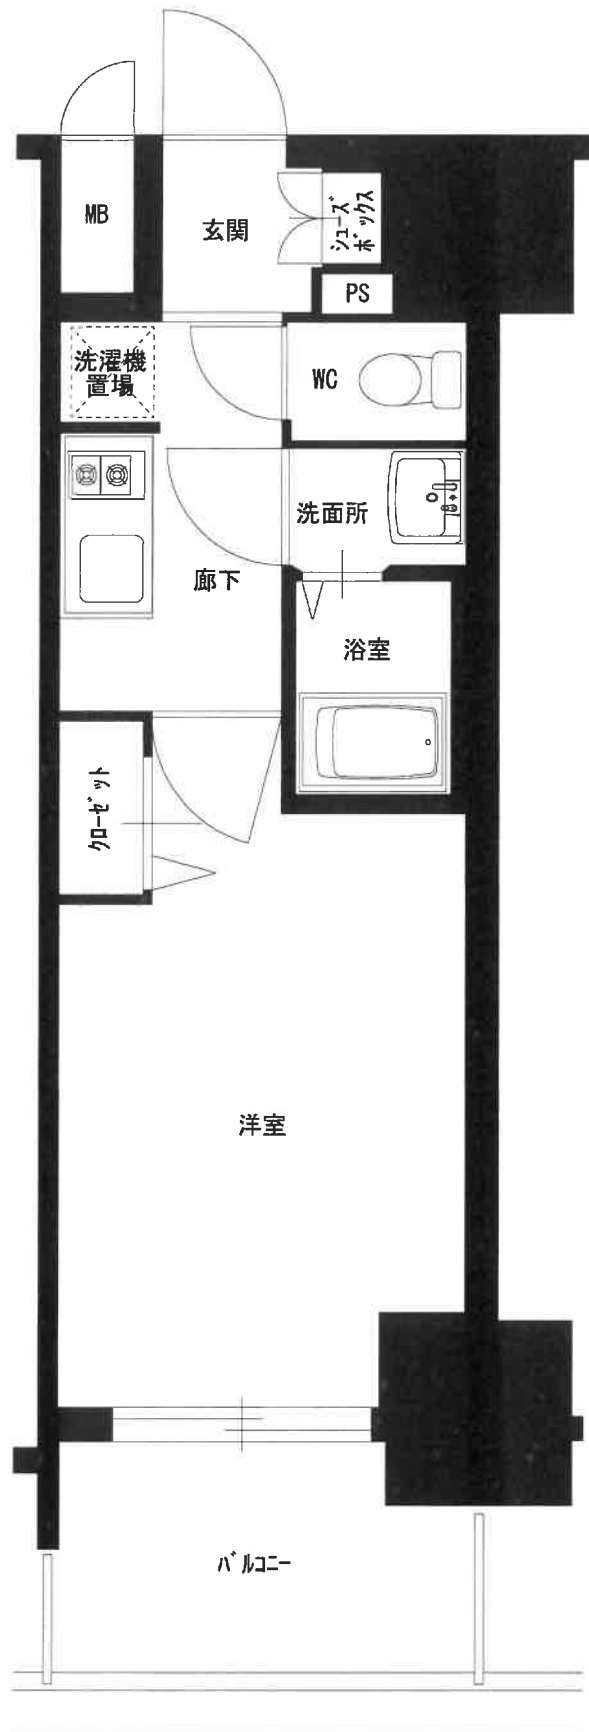 MB
玄関
シューズ
ボックス
PS
洗濯機
置場
WC
洗面所
廊下
浴室
クローゼット
洋室
バルコニー